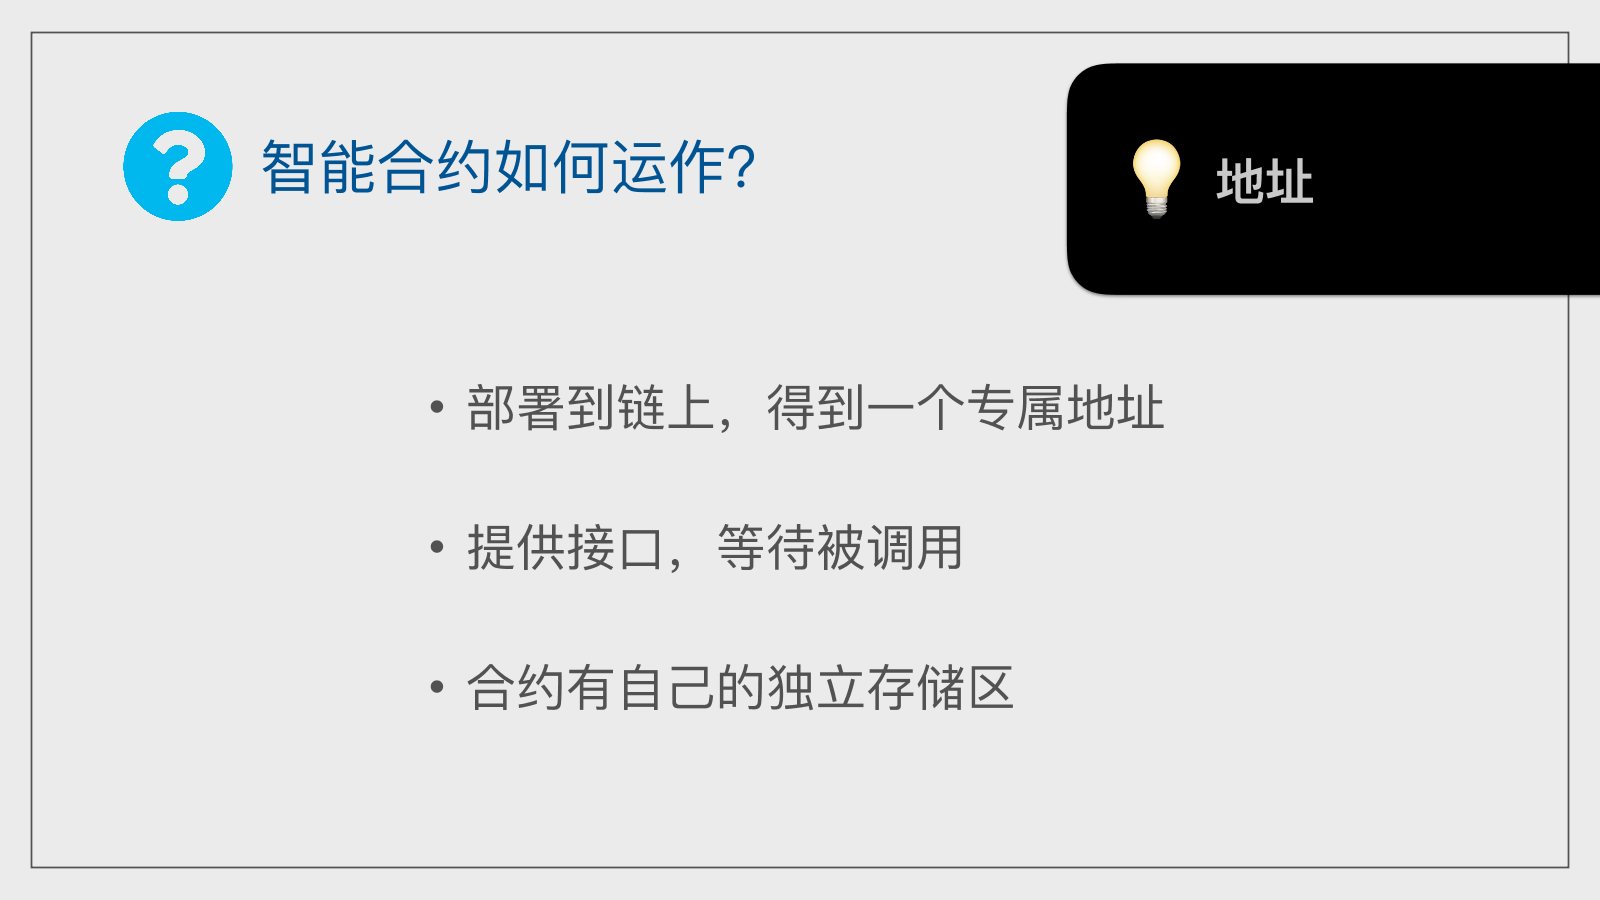 智能合约如何运作?
地址
• 部署到链上，得到一个专属地址
• 提供接口，等待被调用
• 合约有自己的独立存储区